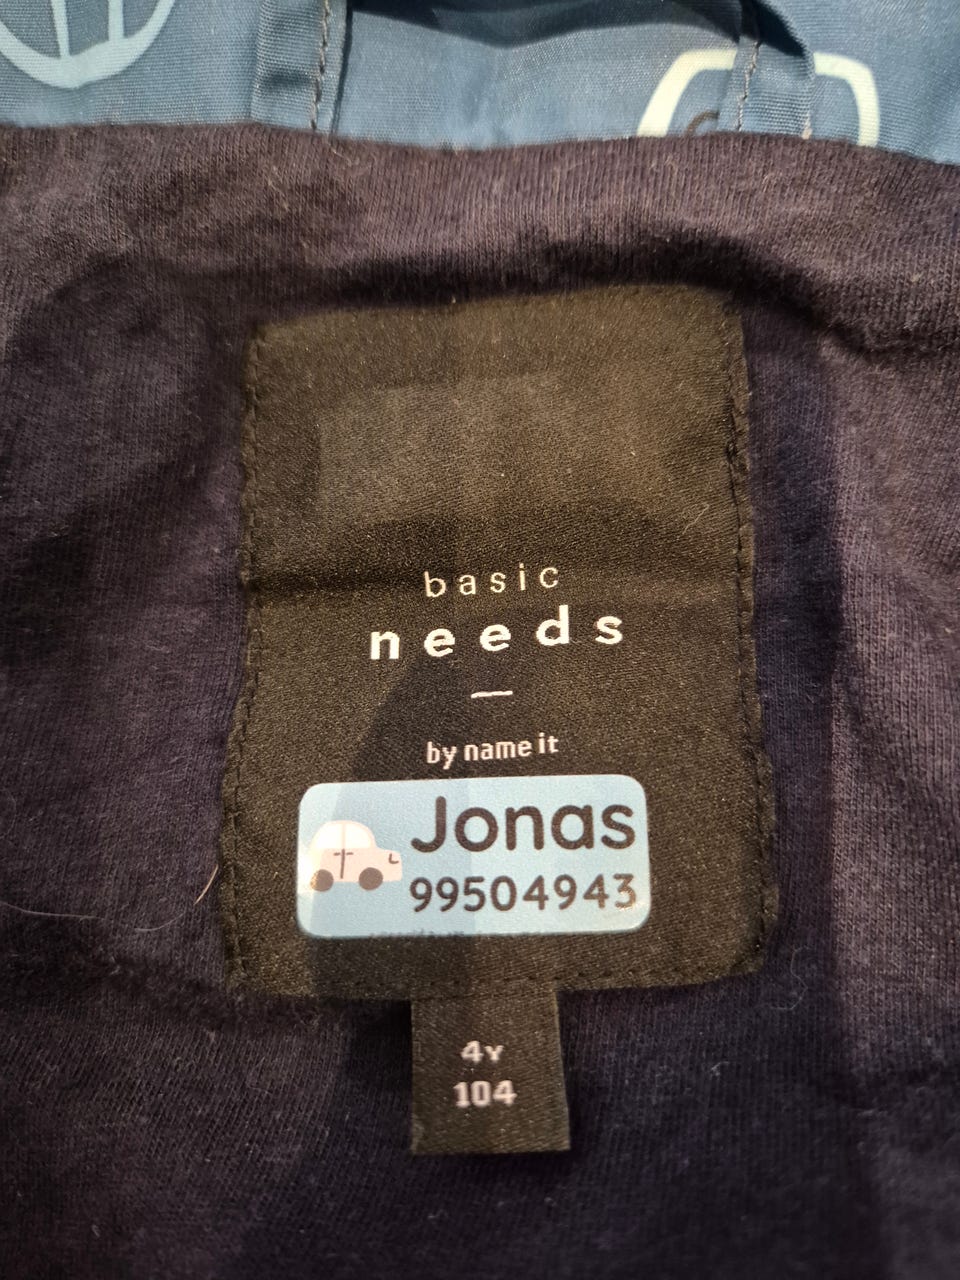 basic
needs
by name it
Jonas
99504943
4Y
104